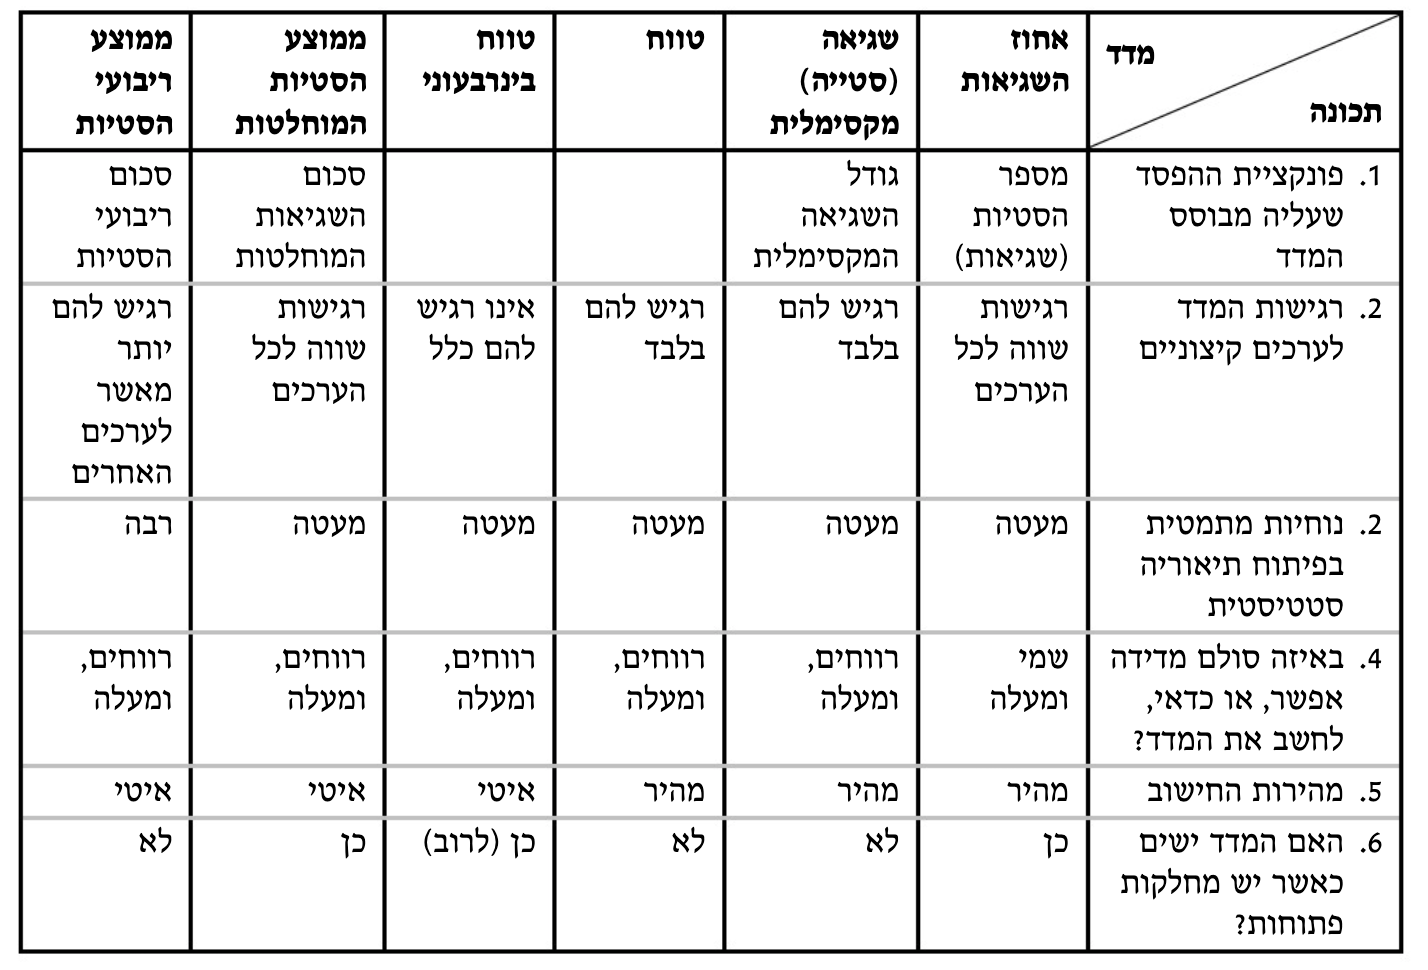 מדד
תכונה
אחוז
השגיאות
שגיאה
(סטייה)
מקסימלית
טווח
טווח
בינרבעוני
ממוצע
הסטיות
המוחלטות
ממוצע
ריבועי
הסטיות
1. פונקציית ההפסד
שעליה מבוסס
המדד
מספר
הסטיות
(שגיאות)
גודל
השגיאה
המקסימלית
סכום
השגיאות
המוחלטות
סכום
ריבועי
הסטיות
2. רגישות המדד
לערכים קיצוניים
רגישות
שווה לכל
הערכים
רגיש להם
בלבד
רגיש להם
בלבד
אינו רגיש
להם כלל
רגישות
שווה לכל
הערכים
רגיש להם
יותר
מאשר
לערכים
האחרים
2. נוחיות מתמטית
בפיתוח תיאוריה
סטטיסטית
מעטה
מעטה
מעטה
מעטה
מעטה
רבה
4. באיזה סולם מדידה
אפשר, או כדאי,
לחשב את המדד?
שמי
ומעלה
רווחים,
ומעלה
רווחים,
ומעלה
רווחים,
ומעלה
רווחים,
ומעלה
רווחים,
ומעלה
5. מהירות החישוב
מהיר
מהיר
מהיר
איטי
איטי
איטי
6. האם המדד ישים
כאשר יש מחלקות
פתוחות?
כן
לא
לא
כן (לרוב)
כן
לא